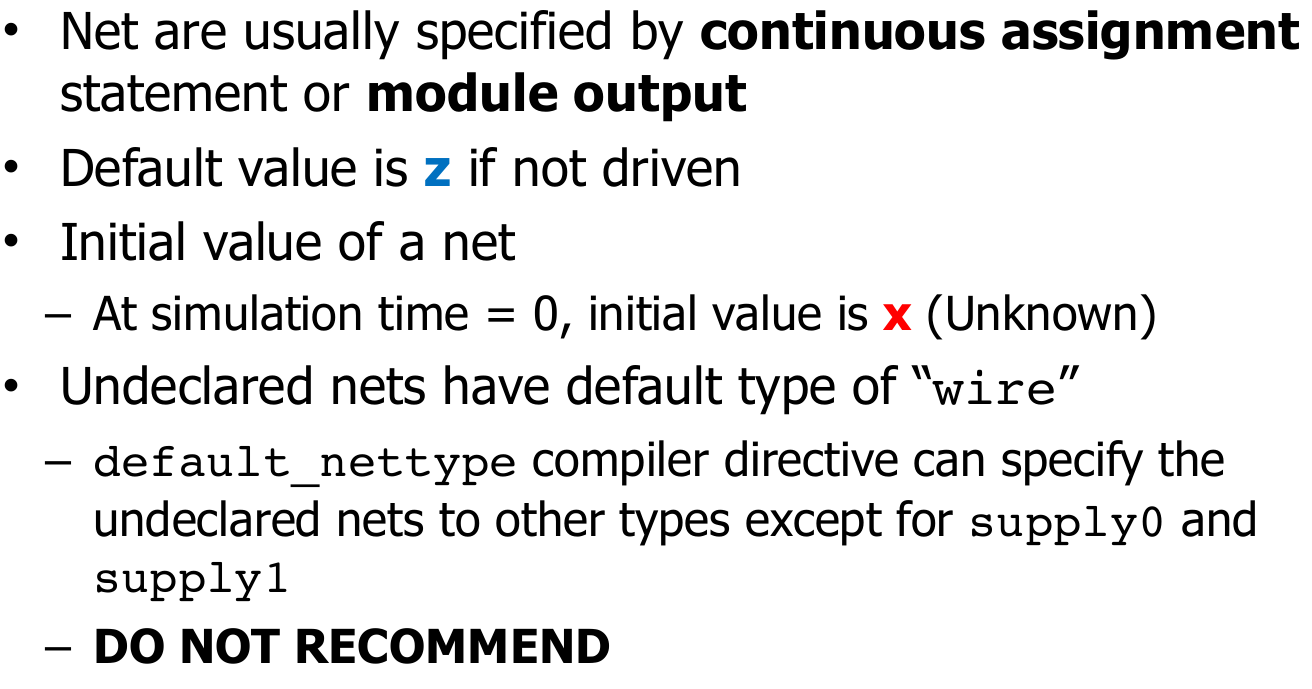 • Net are usually specified by continuous assignment
statement or module output
• Default value is z if not driven
• Initial value of a net
– At simulation time = 0, initial value is x (Unknown)
• Undeclared nets have default type of “wire”
– default_nettype compiler directive can specify the
undeclared nets to other types except for supply0 and
supply1
– DO NOT RECOMMEND